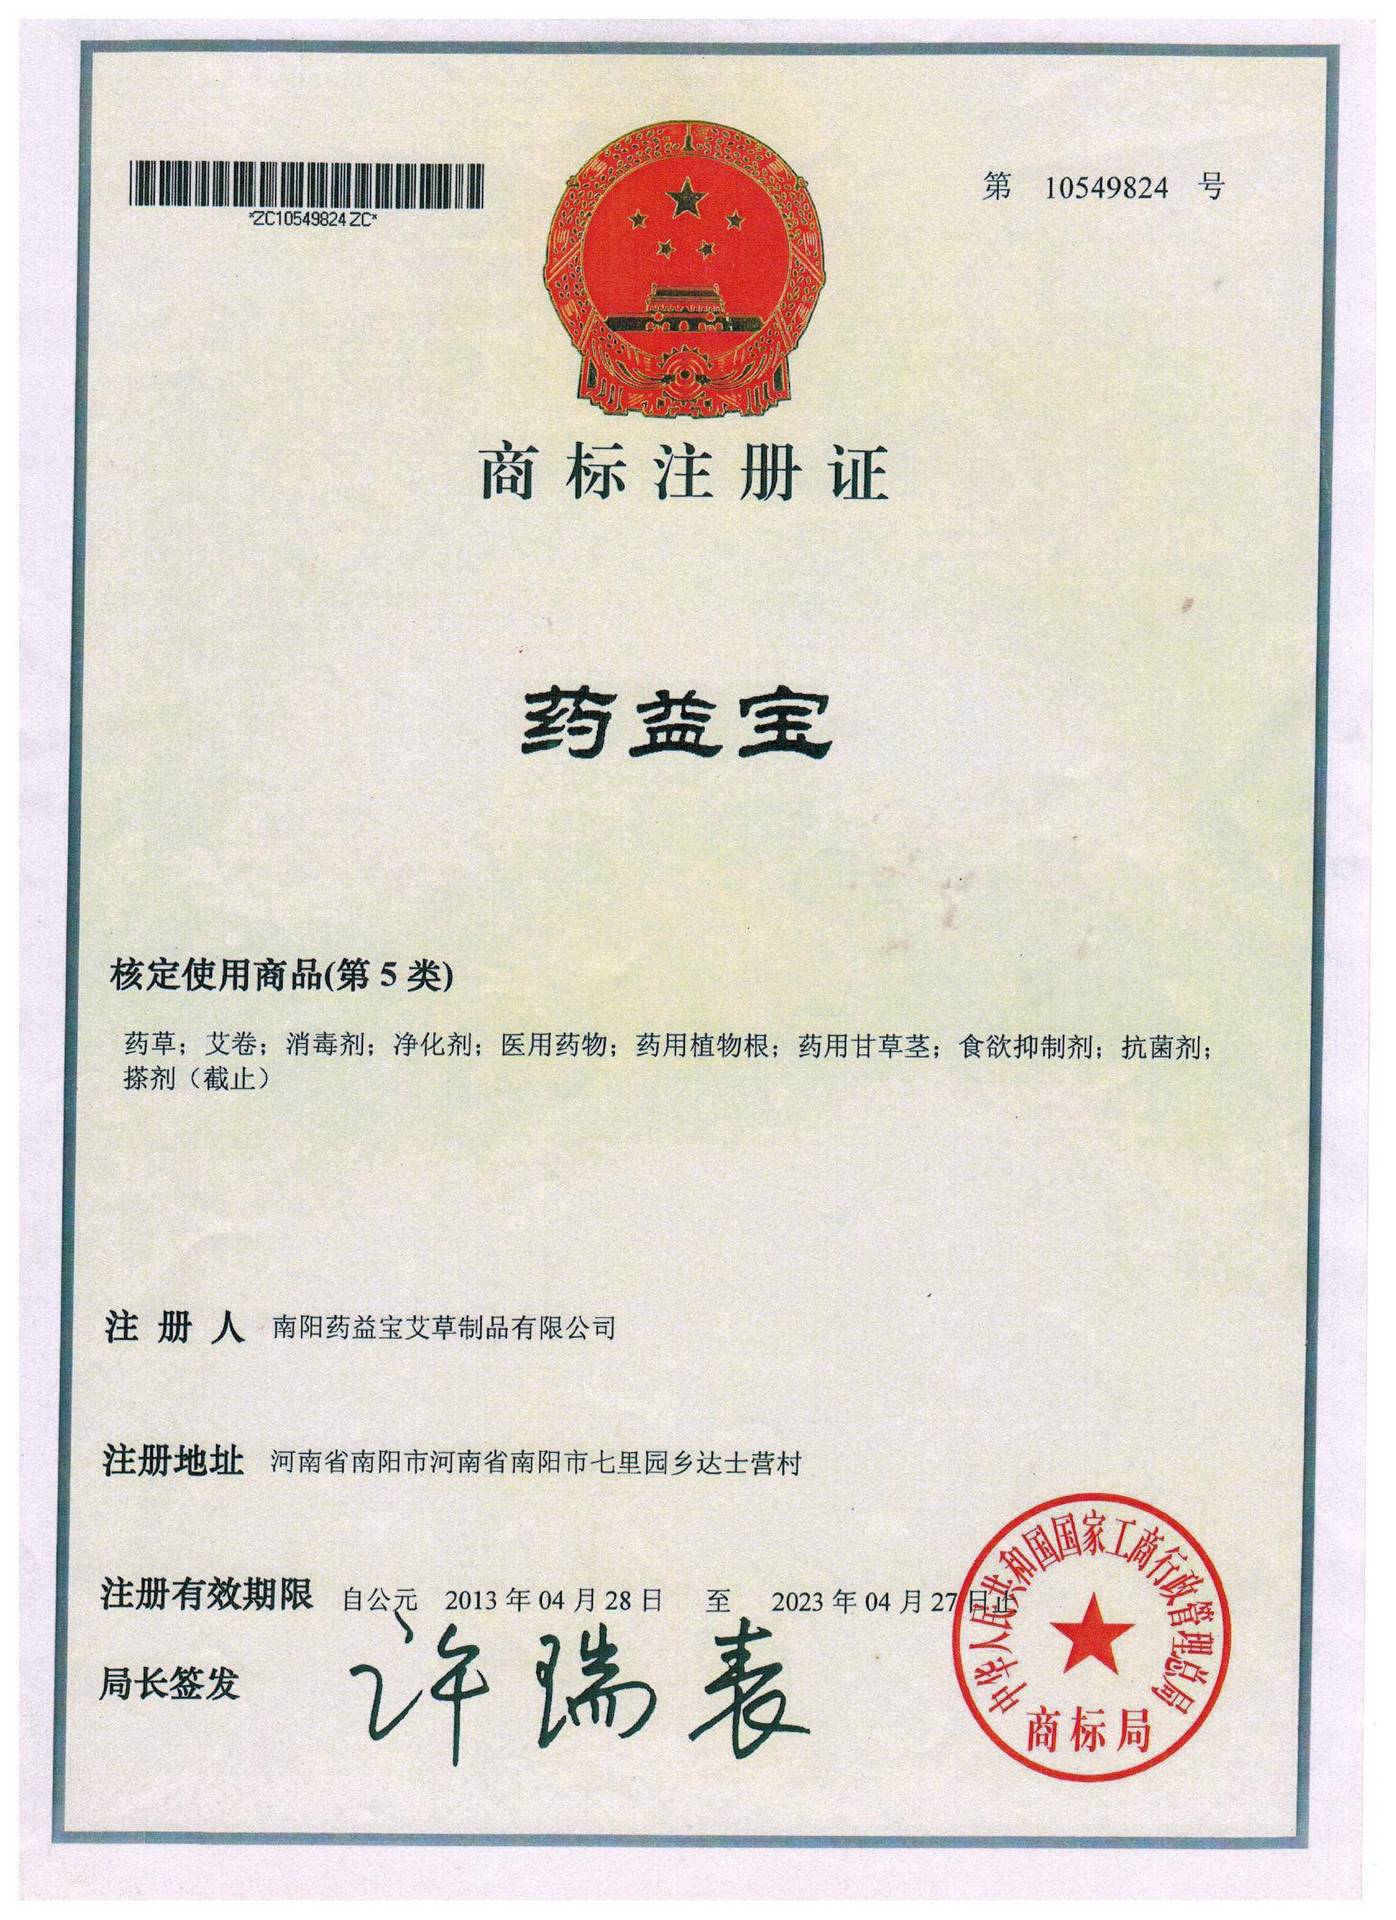 *ZC10549824ZC*
第 10549824 号
商标注册证
药益宝
核定使用商品(第 5 类)
药草；艾卷；消毒剂；净化剂；医用药物；药用植物根；药用甘草茎；食欲抑制剂；抗菌剂；
搽剂（截止）
注册人 南阳药益宝艾草制品有限公司
注册地址 河南省南阳市河南省南阳市七里园乡达士营村
注册有效期限 自公元 2013 年 04 月 28 日 至 2023 年 04 月 27 日止
局长签发 许瑞表
中华人民共和国国家工商行政管理总局
商标局